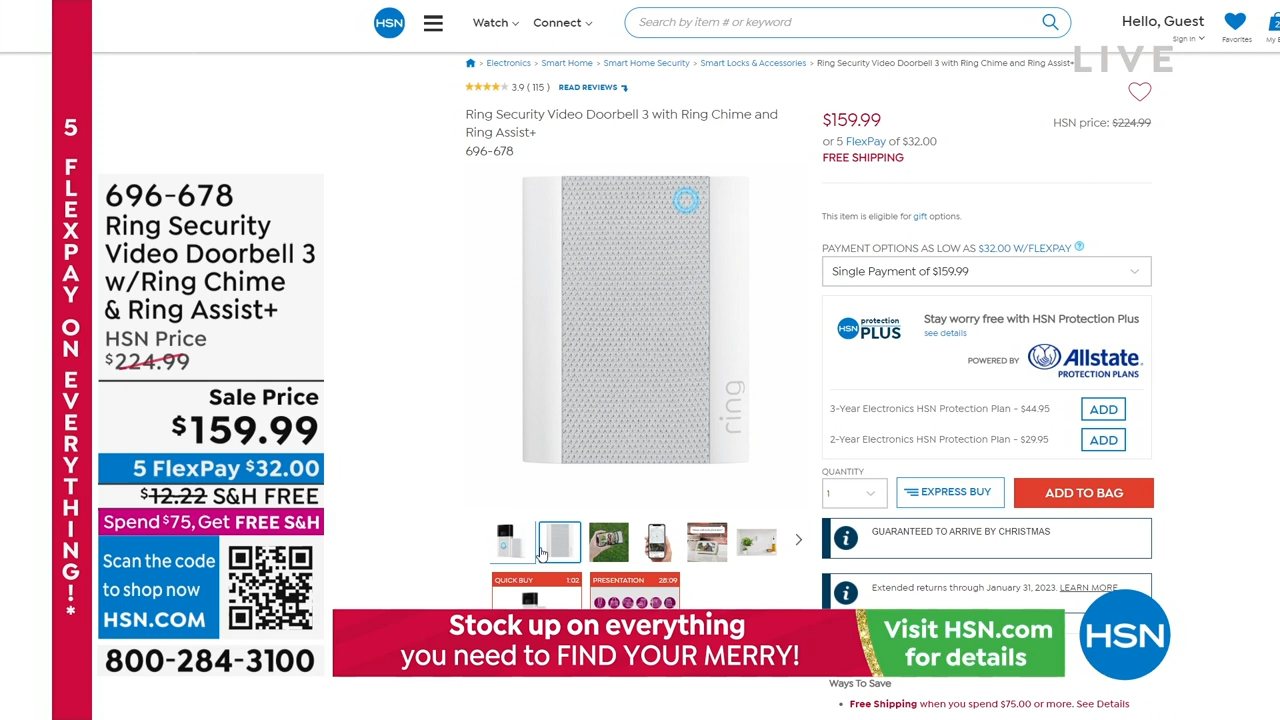 5 FLEXPAY ON EVERYTHING!*
HSN
Watch
Connect
Search by item # or keyword
Hello, Guest
Sign In
Favorites
LIVE
Electronics > Smart Home > Smart Home Security > Smart Locks & Accessories > Ring Security Video Doorbell 3 with Ring Chime and Ring Assist+
3.9 ( 115 ) READ REVIEWS
Ring Security Video Doorbell 3 with Ring Chime and
Ring Assist+
696-678
ring
$159.99
HSN price: $224.99
or 5 FlexPay of $32.00
FREE SHIPPING
This item is eligible for gift options.
PAYMENT OPTIONS AS LOW AS $32.00 W/FLEXPAY ?
Single Payment of $159.99
HSN protection PLUS
Stay worry free with HSN Protection Plus
see details
POWERED BY
Allstate
PROTECTION PLANS
3-Year Electronics HSN Protection Plan - $44.95
ADD
2-Year Electronics HSN Protection Plan - $29.95
ADD
QUANTITY
1
EXPRESS BUY
ADD TO BAG
i GUARANTEED TO ARRIVE BY CHRISTMAS
i Extended returns through January 31, 2023. LEARN MORE
QUICK BUY 1:02
PRESENTATION 28:09
696-678
Ring Security
Video Doorbell 3
w/Ring Chime
& Ring Assist+
HSN Price
$224.99
Sale Price
$159.99
5 FlexPay $32.00
$12.22 S&H FREE
Spend $75, Get FREE S&H
Scan the code
to shop now
HSN.COM
800-284-3100
Stock up on everything
you need to FIND YOUR MERRY!
Visit HSN.com
for details
HSN
Ways To Save
Free Shipping when you spend $75.00 or more. See Details